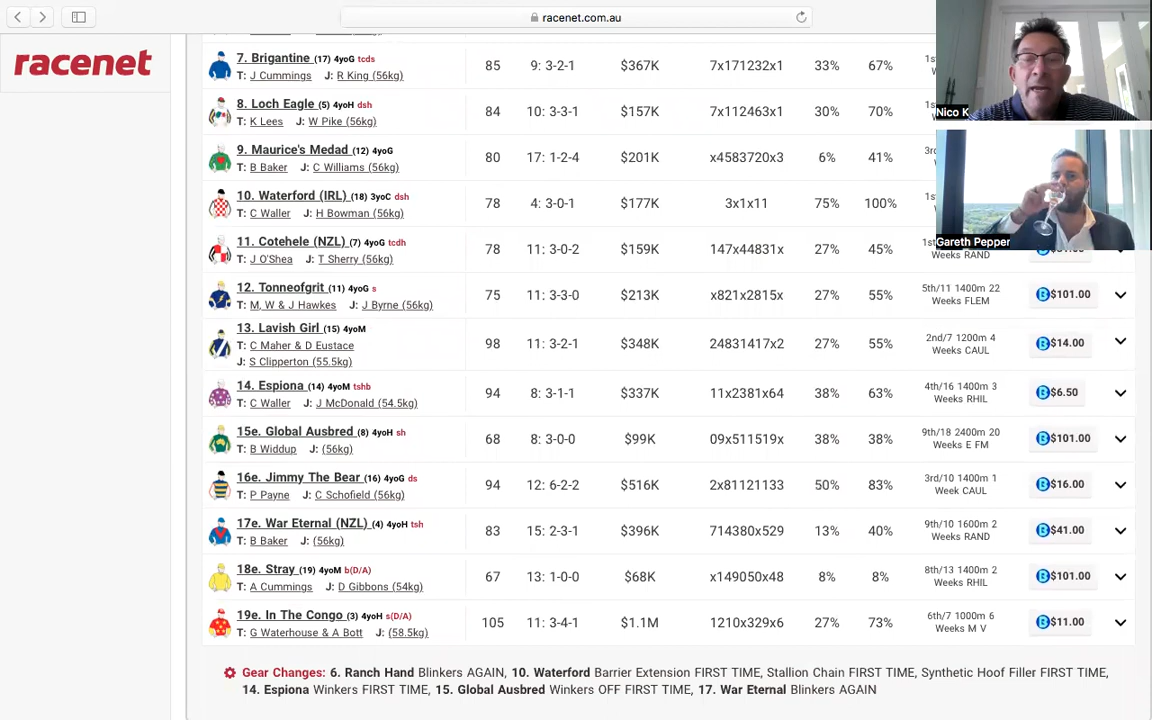 racenet.com.au
racenet
7. Brigantine (17) 4yoG tcds
T: J Cummings J: R King (56kg)
85 9: 3-2-1 $367K 7x171232x1 33% 67%
8. Loch Eagle (5) 4yoH dsh
T: K Lees J: W Pike (56kg)
84 10: 3-3-1 $157K 7x112463x1 30% 70%
Nico K
9. Maurice's Medad (12) 4yoG
T: B Baker J: C Williams (56kg)
80 17: 1-2-4 $201K x4583720x3 6% 41%
10. Waterford (IRL) (18) 3yoC dsh
T: C Waller J: H Bowman (56kg)
78 4: 3-0-1 $177K 3x1x11 75% 100%
Gareth Pepper
11. Cotehele (NZL) (7) 4yoG tcdh
T: J O'Shea J: T Sherry (56kg)
78 11: 3-0-2 $159K 147x44831x 27% 45%
Weeks RAND
12. Tonneofgrit (11) 4yoG s
T: M, W & J Hawkes J: J Byrne (56kg)
75 11: 3-3-0 $213K x821x2815x 27% 55%
5th/11 1400m 22
Weeks FLEM
$101.00
13. Lavish Girl (15) 4yoM
T: C Maher & D Eustace
J: S Clipperton (55.5kg)
98 11: 3-2-1 $348K 24831417x2 27% 55%
2nd/7 1200m 4
Weeks CAUL
$14.00
14. Espiona (14) 4yoM tshb
T: C Waller J: J McDonald (54.5kg)
94 8: 3-1-1 $337K 11x2381x64 38% 63%
4th/16 1400m 3
Weeks RHIL
$6.50
15e. Global Ausbred (8) 4yoH sh
T: B Widdup J: (56kg)
68 8: 3-0-0 $99K 09x511519x 38% 38%
9th/18 2400m 20
Weeks E FM
$101.00
16e. Jimmy The Bear (16) 4yoG ds
T: P Payne J: C Schofield (56kg)
94 12: 6-2-2 $516K 2x81121133 50% 83%
3rd/10 1400m 1
Week CAUL
$16.00
17e. War Eternal (NZL) (4) 4yoH tsh
T: B Baker J: (56kg)
83 15: 2-3-1 $396K 714380x529 13% 40%
9th/10 1600m 2
Weeks RAND
$41.00
18e. Stray (19) 4yoM b(D/A)
T: A Cummings J: D Gibbons (54kg)
67 13: 1-0-0 $68K x149050x48 8% 8%
8th/13 1400m 2
Weeks RHIL
$101.00
19e. In The Congo (3) 4yoH s(D/A)
T: G Waterhouse & A Bott J: (58.5kg)
105 11: 3-4-1 $1.1M 1210x329x6 27% 73%
6th/7 1000m 6
Weeks M V
$11.00
Gear Changes: 6. Ranch Hand Blinkers AGAIN, 10. Waterford Barrier Extension FIRST TIME, Stallion Chain FIRST TIME, Synthetic Hoof Filler FIRST TIME,
14. Espiona Winkers FIRST TIME, 15. Global Ausbred Winkers OFF FIRST TIME, 17. War Eternal Blinkers AGAIN